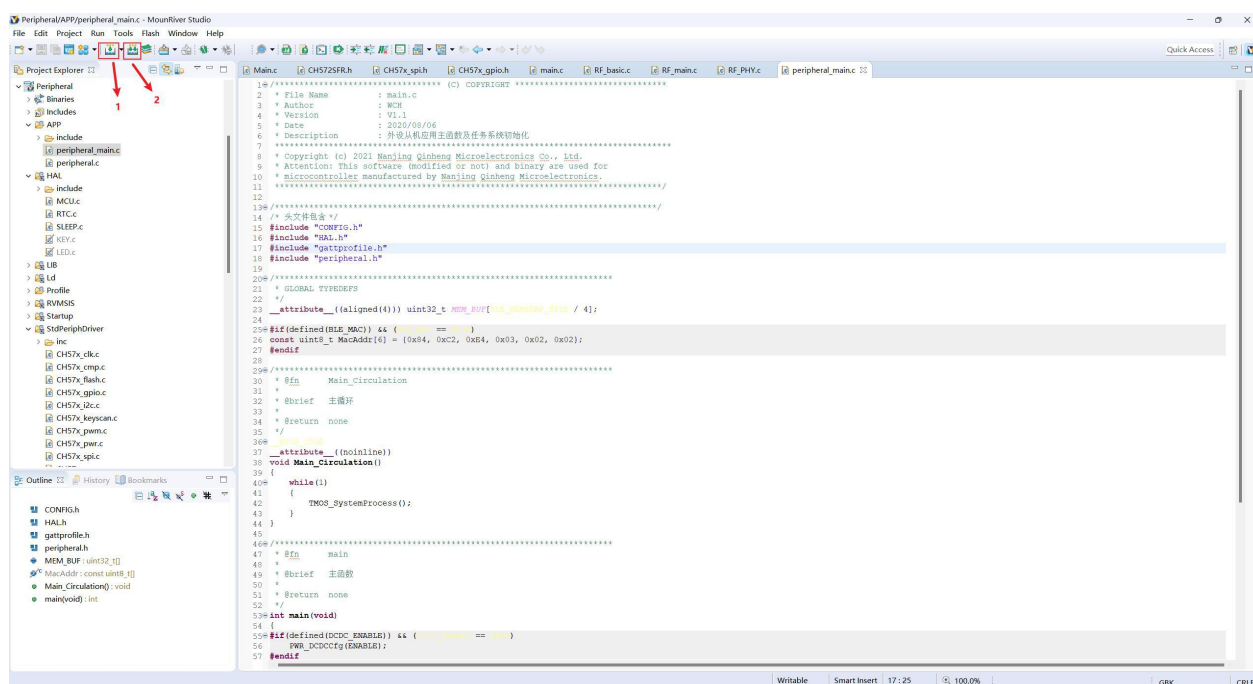 Peripheral/APP/peripheral_main.c - MounRiver Studio
File Edit Project Run Tools Flash Window Help
Quick Access
Project Explorer
Main.c CH572SFR.h CH57x_spi.h CH57x_gpio.h main.c RF_basic.c RF_main.c RF_PHY.c peripheral_main.c
1 2
Peripheral
Binaries
Includes
APP
include
peripheral_main.c
peripheral.c
HAL
include
MCU.c
RTC.c
SLEEP.c
KEY.c
LED.c
LIB
Ld
Profile
RVMSIS
Startup
StdPeriphDriver
inc
CH57x_clk.c
CH57x_cmp.c
CH57x_flash.c
CH57x_gpio.c
CH57x_i2c.c
CH57x_keyscan.c
CH57x_pwm.c
CH57x_pwr.c
CH57x_spi.c
Outline History Bookmarks
CONFIG.h
HAL.h
gattprofile.h
peripheral.h
MEM_BUF : uint32_t[]
MacAddr : const uint8_t[]
Main_Circulation() : void
main(void) : int
1 /********************************** (C) COPYRIGHT *******************************
2 * File Name : main.c
3 * Author : WCH
4 * Version : V1.1
5 * Date : 2020/08/06
6 * Description : 外设从机应用主函数及任务系统初始化
7 *********************************************************************************
8 * Copyright (c) 2021 Nanjing Qinheng Microelectronics Co., Ltd.
9 * Attention: This software (modified or not) and binary are used for
10 * microcontroller manufactured by Nanjing Qinheng Microelectronics.
11 *******************************************************************************/
12
13 /******************************************************************************/
14 /* 头文件包含 */
15 #include "CONFIG.h"
16 #include "HAL.h"
17 #include "gattprofile.h"
18 #include "peripheral.h"
19
20 /*********************************************************************
21 * GLOBAL TYPEDEFS
22 */
23 __attribute__((aligned(4))) uint32_t MEM_BUF[ / 4];
24
25 #if(defined(BLE_MAC)) && ( == )
26 const uint8_t MacAddr[6] = {0x84, 0xC2, 0xE4, 0x03, 0x02, 0x02};
27 #endif
28
29 /*********************************************************************
30 * @fn Main_Circulation
31 *
32 * @brief 主循环
33 *
34 * @return none
35 */
36
37 __attribute__((noinline))
38 void Main_Circulation()
39 {
40 while(1)
41 {
42 TMOS_SystemProcess();
43 }
44 }
45
46 /*********************************************************************
47 * @fn main
48 *
49 * @brief 主函数
50 *
51 * @return none
52 */
53 int main(void)
54 {
55 #if(defined(DCDC_ENABLE)) && ( == )
56 PWR_DCDCCfg(ENABLE);
57 #endif
Writable Smart Insert 17 : 25 100.0% GBK CRLF